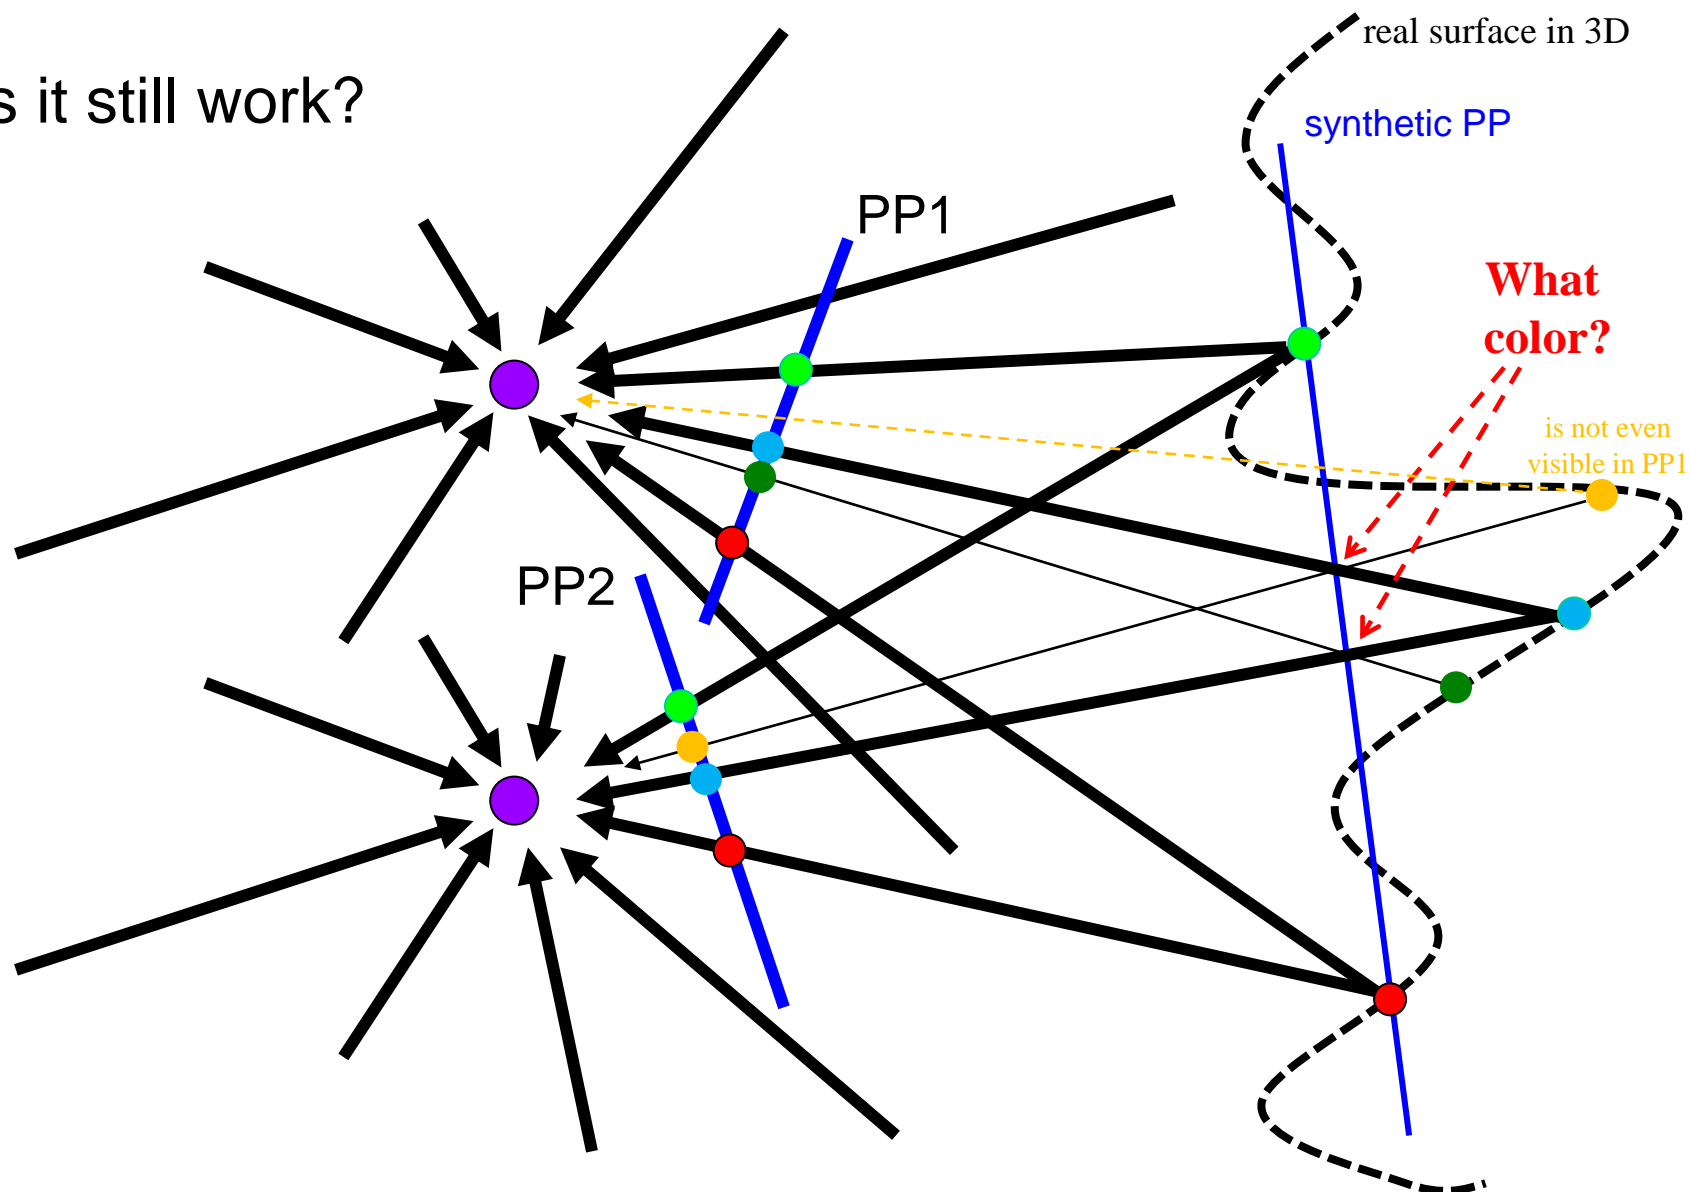 real surface in 3D
s it still work?
synthetic PP
PP1
What
color?
is not even
visible in PP1
PP2